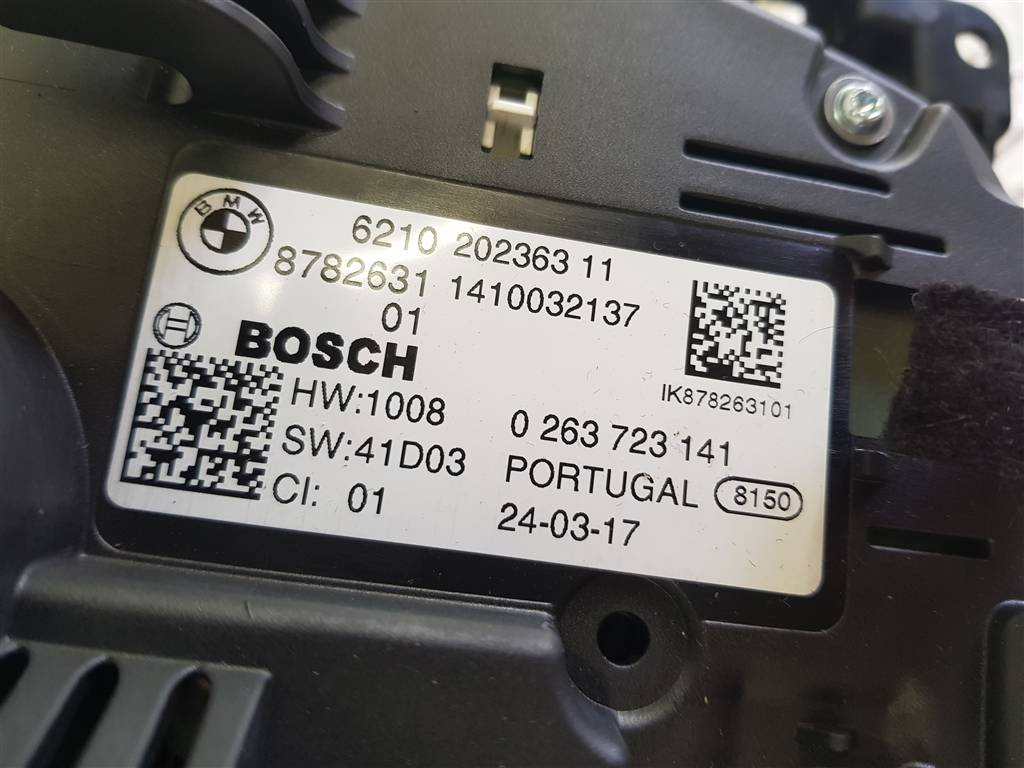 BMW
6210 202363 11
8782631 1410032137
01
BOSCH
IK878263101
HW:1008
0 263 723 141
SW:41D03
PORTUGAL 8150
CI: 01
24-03-17